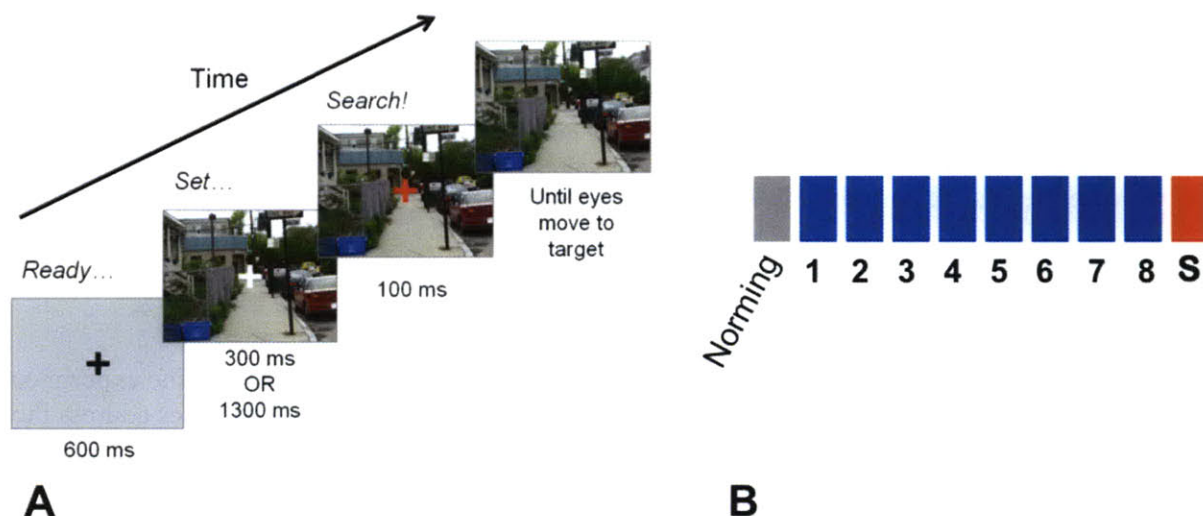 Time
Ready…
Set…
Search!
600 ms
300 ms
OR
1300 ms
100 ms
Until eyes
move to
target
A
Norming
1 2 3 4 5 6 7 8 S
B